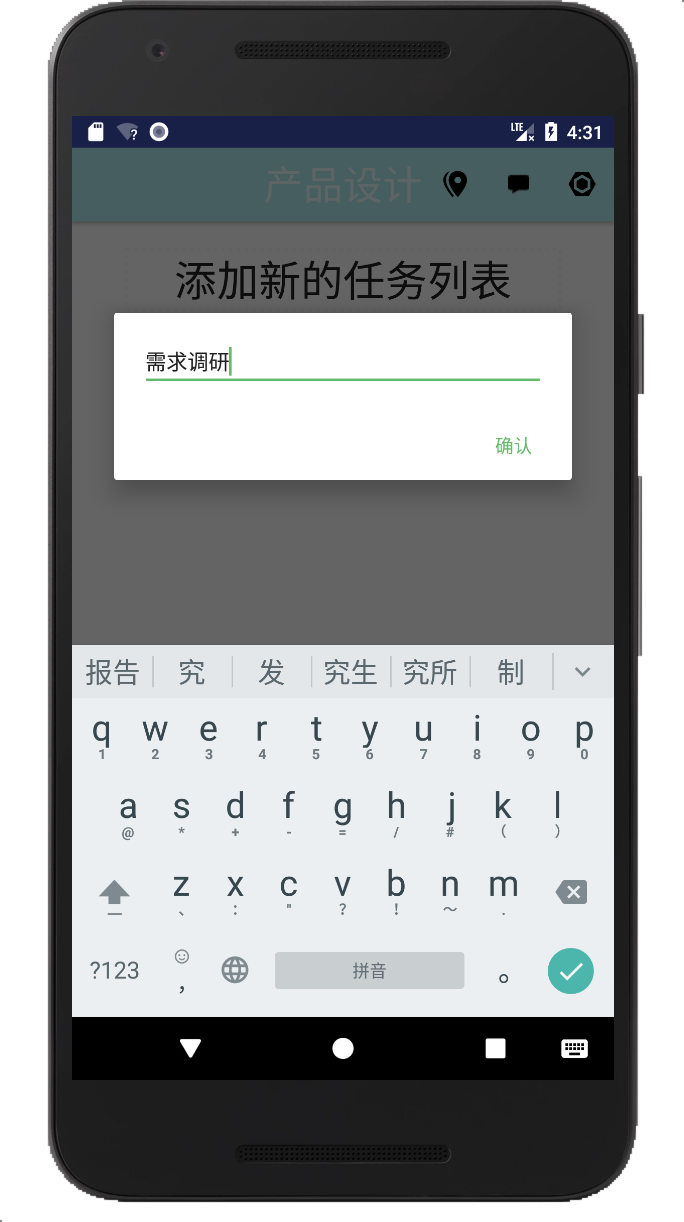 LTE 4:31
产品设计
添加新的任务列表
需求调研
确认
报告 究 发 究生 究所 制
q w e r t y u i o p
1 2 3 4 5 6 7 8 9 0
a s d f g h j k l
@ * + - = / # ( )
z x c v b n m
、 : " ? ! ～ .
?123 , 拼音 。